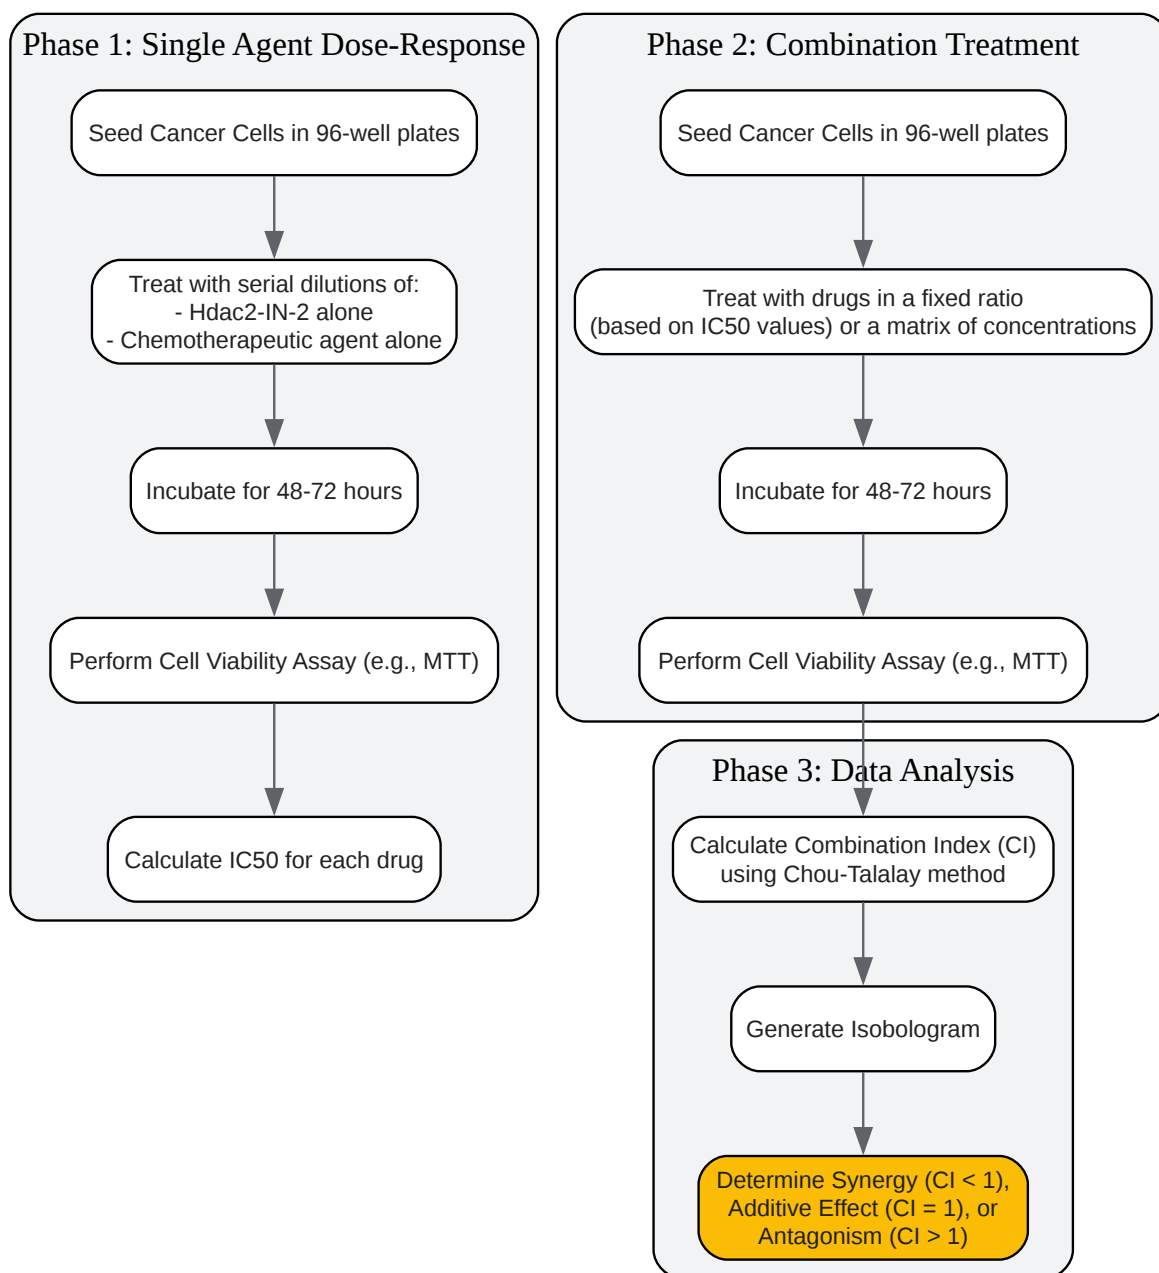 Phase 1: Single Agent Dose-Response
Seed Cancer Cells in 96-well plates
Treat with serial dilutions of:
- Hdac2-IN-2 alone
- Chemotherapeutic agent alone
Incubate for 48-72 hours
Perform Cell Viability Assay (e.g., MTT)
Calculate IC50 for each drug
Phase 2: Combination Treatment
Seed Cancer Cells in 96-well plates
Treat with drugs in a fixed ratio
(based on IC50 values) or a matrix of concentrations
Incubate for 48-72 hours
Perform Cell Viability Assay (e.g., MTT)
Phase 3: Data Analysis
Calculate Combination Index (CI)
using Chou-Talalay method
Generate Isobologram
Determine Synergy (CI < 1),
Additive Effect (CI = 1), or
Antagonism (CI > 1)